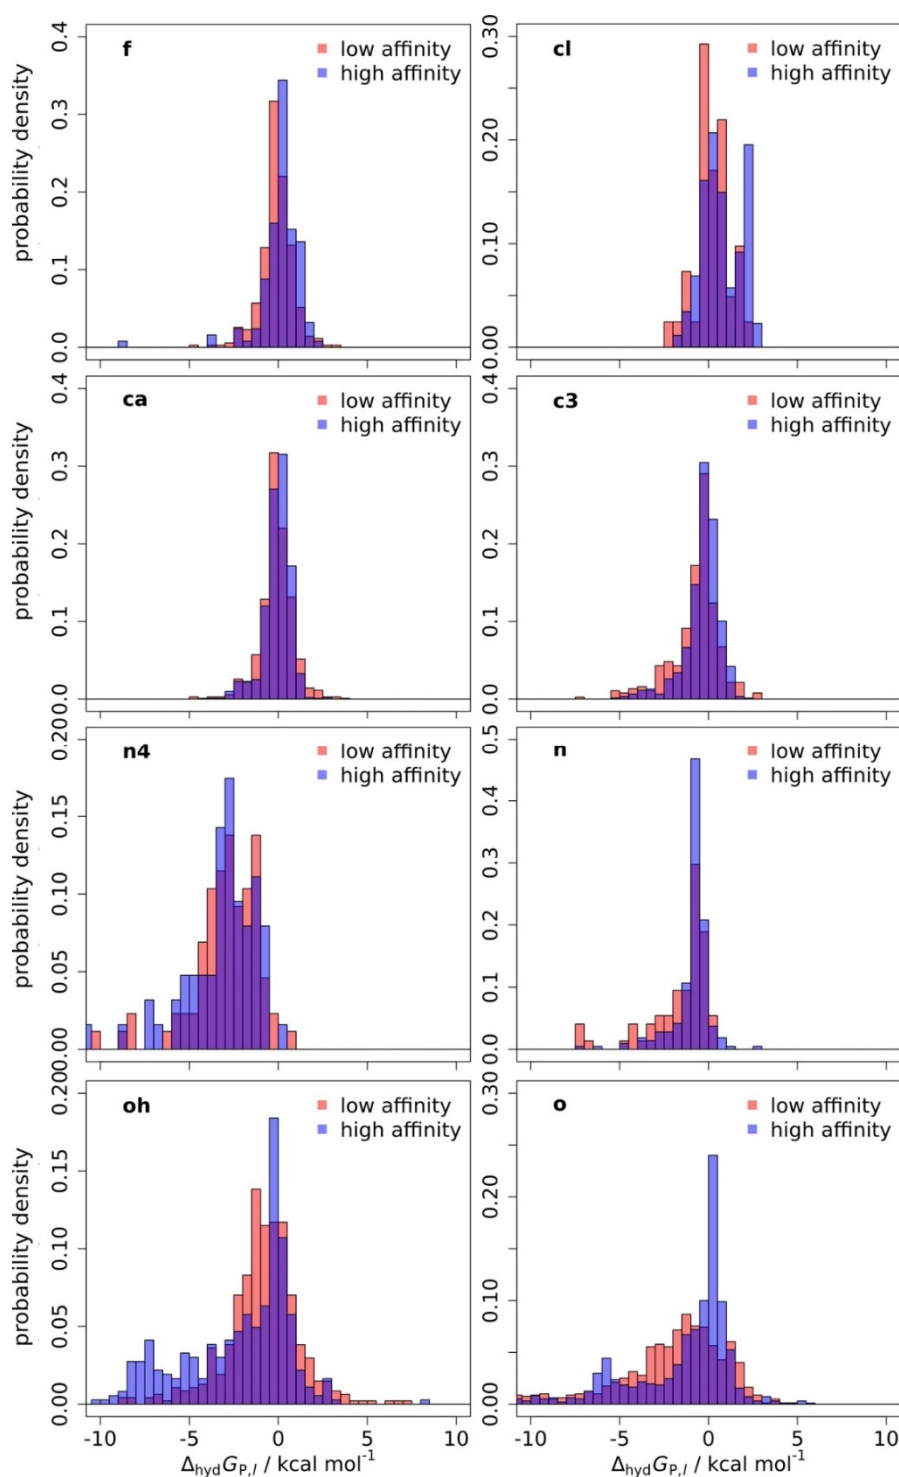 f
low affinity
high affinity
probability density
0.0 0.1 0.2 0.3 0.4
cl
low affinity
high affinity
0.00 0.10 0.20 0.30
ca
low affinity
high affinity
probability density
0.0 0.1 0.2 0.3 0.4
c3
low affinity
high affinity
0.0 0.1 0.2 0.3 0.4
n4
low affinity
high affinity
probability density
0.00 0.05 0.10 0.15 0.20
n
low affinity
high affinity
0.0 0.1 0.2 0.3 0.4 0.5
oh
low affinity
high affinity
probability density
0.00 0.05 0.10 0.15 0.20
-10 -5 0 5 10
Δ_hyd G_P,l / kcal mol⁻¹
o
low affinity
high affinity
0.00 0.10 0.20 0.30
-10 -5 0 5 10
Δ_hyd G_P,l / kcal mol⁻¹